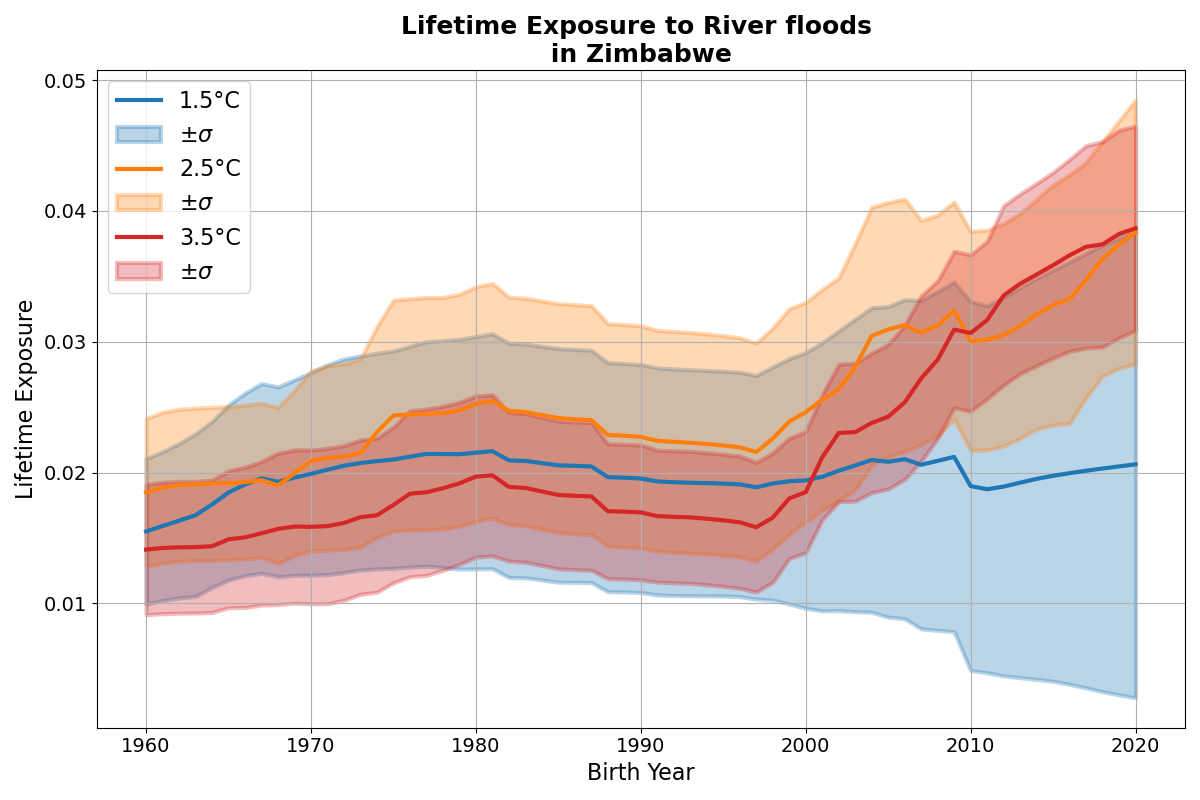 Lifetime Exposure to River floods
in Zimbabwe
0.05
0.04
0.03
0.02
0.01
Lifetime Exposure
1.5°C
±σ
2.5°C
±σ
3.5°C
±σ
1960 1970 1980 1990 2000 2010 2020
Birth Year